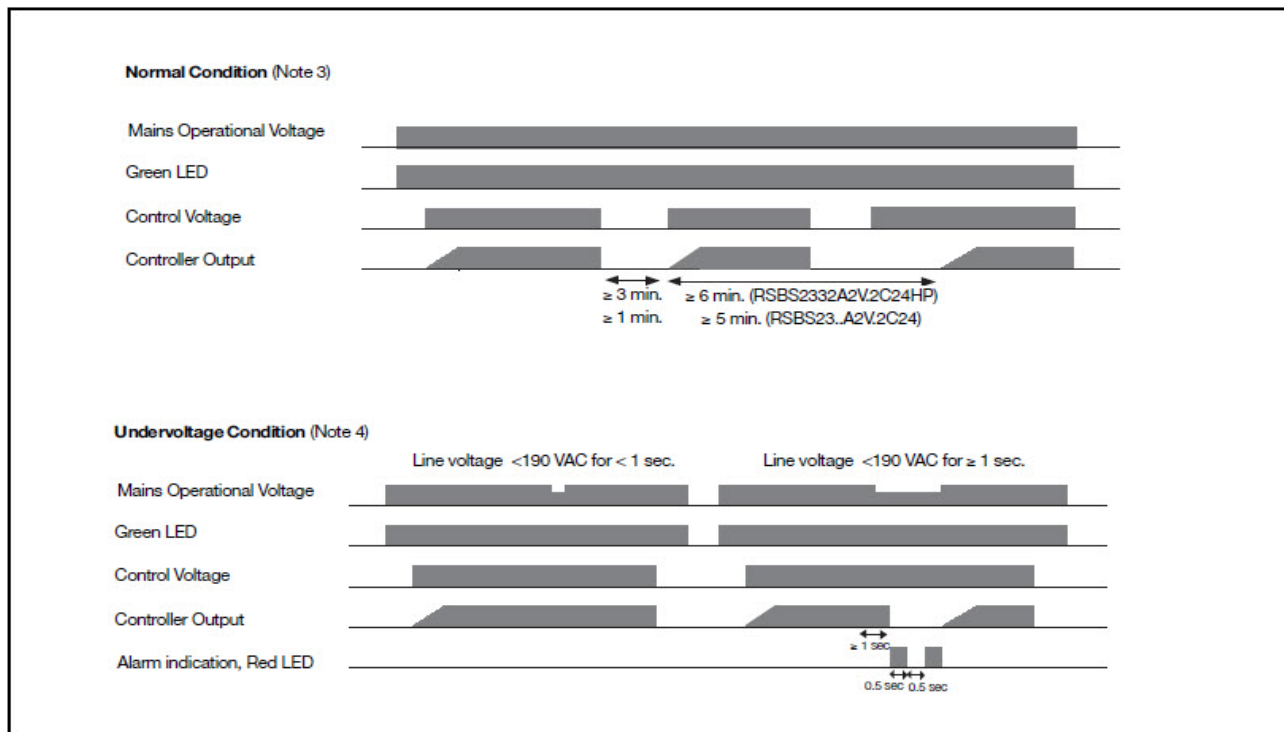 Normal Condition (Note 3)
Mains Operational Voltage
Green LED
Control Voltage
Controller Output
≥ 3 min. ≥ 6 min. (RSBS2332A2V.2C24HP)
≥ 1 min. ≥ 5 min. (RSBS23..A2V.2C24)
Undervoltage Condition (Note 4)
Line voltage <190 VAC for < 1 sec. Line voltage <190 VAC for ≥ 1 sec.
Mains Operational Voltage
Green LED
Control Voltage
Controller Output
≥ 1 sec
Alarm indication, Red LED
0.5 sec 0.5 sec